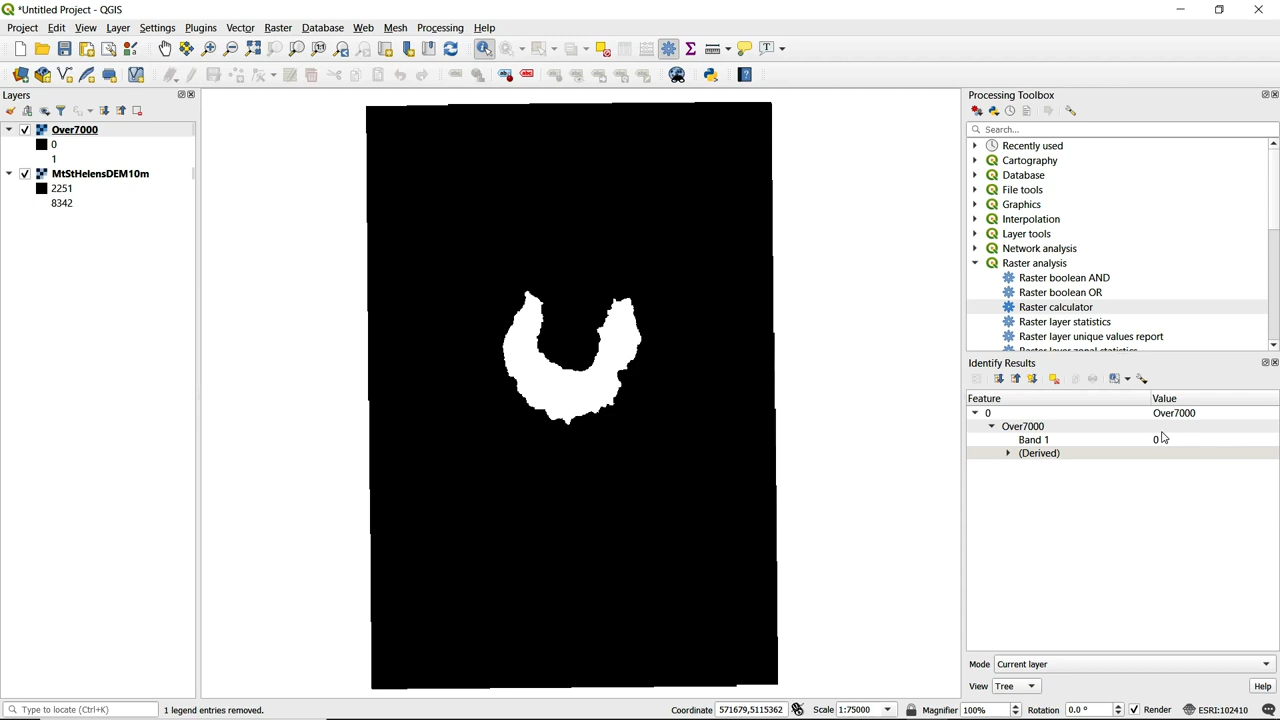 *Untitled Project - QGIS
Project Edit View Layer Settings Plugins Vector Raster Database Web Mesh Processing Help
Layers
Over7000
0
1
MtStHelensDEM10m
2251
8342
Processing Toolbox
Search...
Recently used
Cartography
Database
File tools
Graphics
Interpolation
Layer tools
Network analysis
Raster analysis
Raster boolean AND
Raster boolean OR
Raster calculator
Raster layer statistics
Raster layer unique values report
Raster layer zonal statistics
Identify Results
Feature Value
0 Over7000
Over7000
Band 1 0
(Derived)
Mode Current layer
View Tree Help
Type to locate (Ctrl+K) 1 legend entries removed. Coordinate 571679,5115362 Scale 1:75000 Magnifier 100% Rotation 0.0 ° Render ESRI:102410